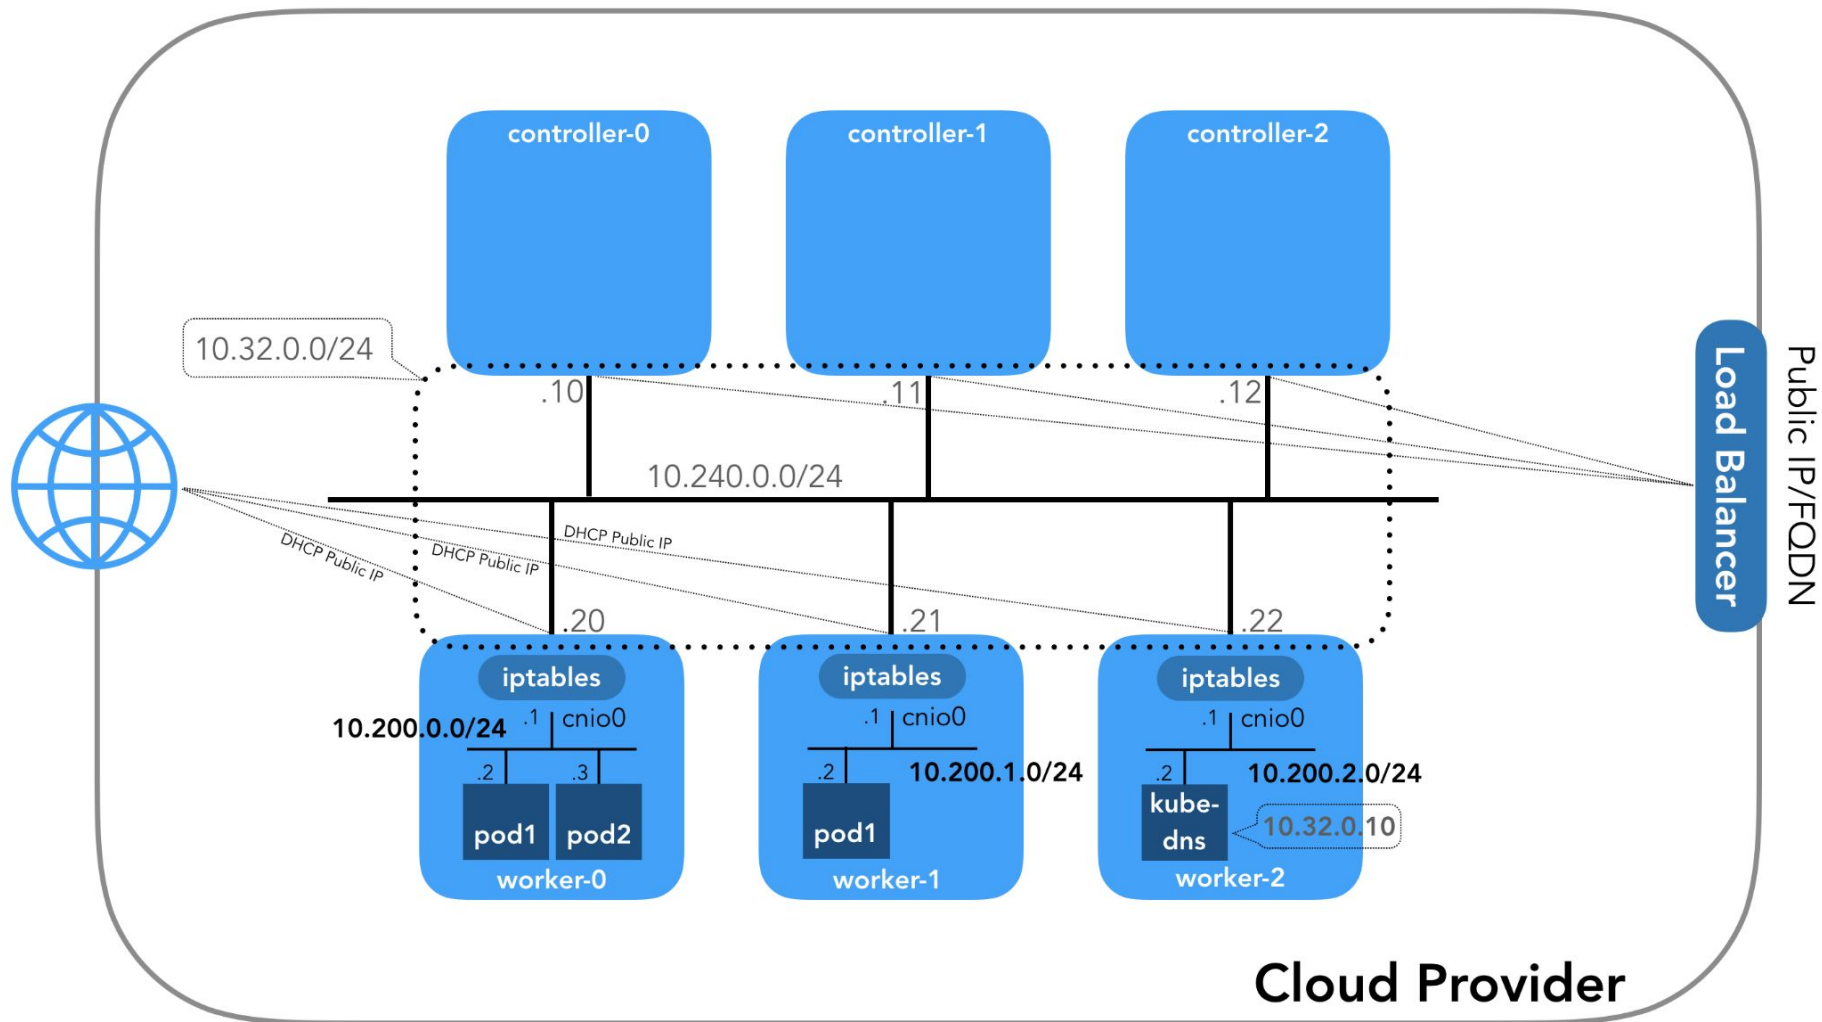 controller-0
controller-1
controller-2
10.32.0.0/24
.10
.11
.12
10.240.0.0/24
Load Balancer
Public IP/FQDN
DHCP Public IP
DHCP Public IP
DHCP Public IP
.20
.21
.22
iptables
iptables
iptables
10.200.0.0/24
.1
cnio0
.1
cnio0
.1
cnio0
.2
.3
.2
10.200.1.0/24
.2
10.200.2.0/24
pod1
pod2
pod1
kube-
dns
10.32.0.10
worker-0
worker-1
worker-2
Cloud Provider